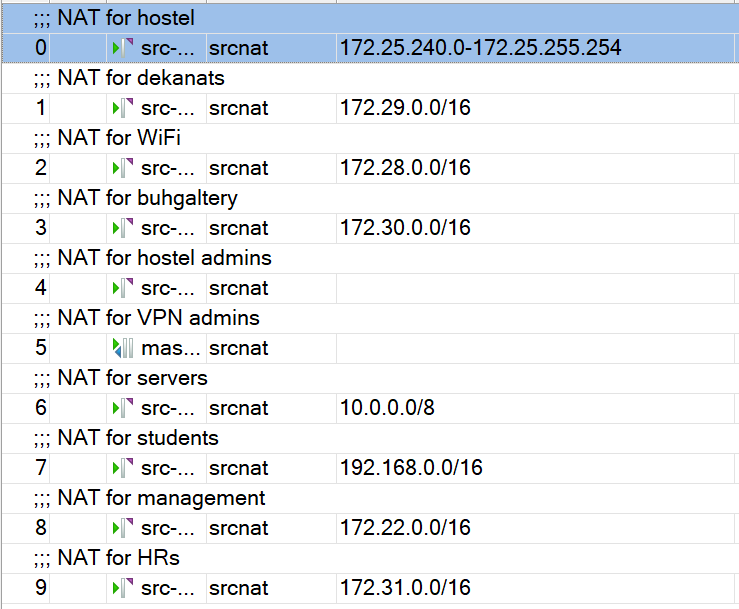 ;;; NAT for hostel
0 src-... srcnat 172.25.240.0-172.25.255.254
;;; NAT for dekanats
1 src-... srcnat 172.29.0.0/16
;;; NAT for WiFi
2 src-... srcnat 172.28.0.0/16
;;; NAT for buhgaltery
3 src-... srcnat 172.30.0.0/16
;;; NAT for hostel admins
4 src-... srcnat
;;; NAT for VPN admins
5 mas... srcnat
;;; NAT for servers
6 src-... srcnat 10.0.0.0/8
;;; NAT for students
7 src-... srcnat 192.168.0.0/16
;;; NAT for management
8 src-... srcnat 172.22.0.0/16
;;; NAT for HRs
9 src-... srcnat 172.31.0.0/16